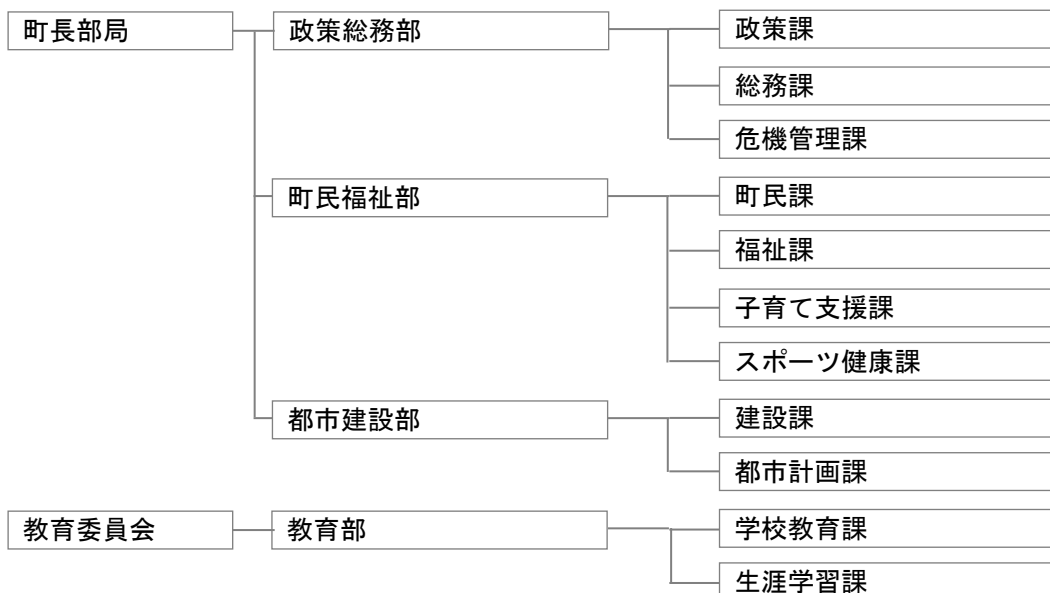 町長部局
政策総務部
政策課
総務課
危機管理課
町民福祉部
町民課
福祉課
子育て支援課
スポーツ健康課
都市建設部
建設課
都市計画課
教育委員会
教育部
学校教育課
生涯学習課